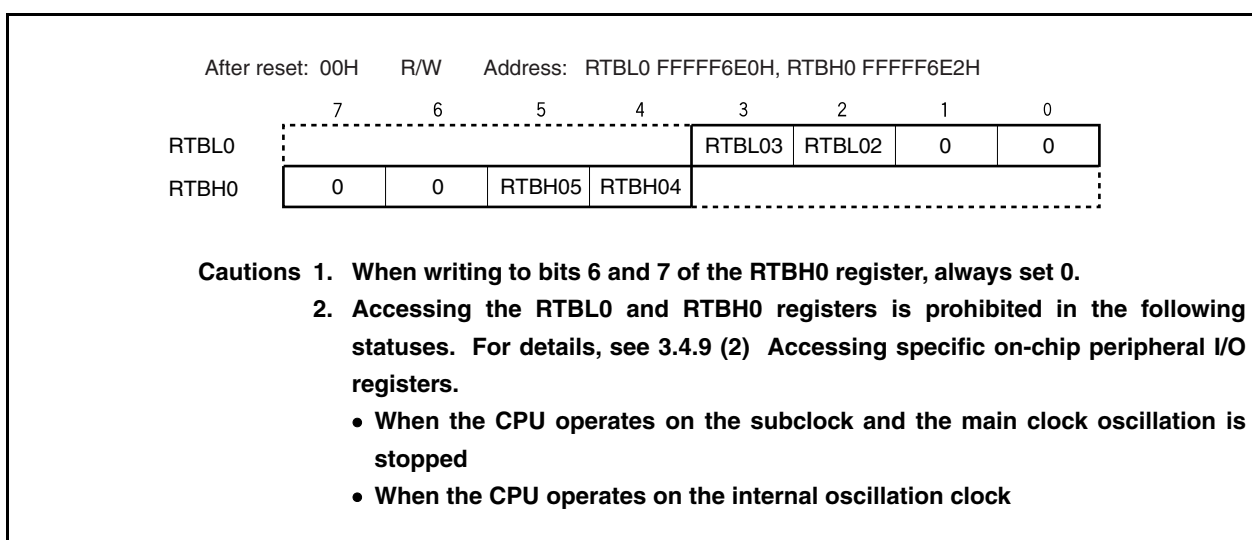 After reset: 00H R/W Address: RTBL0 FFFFF6E0H, RTBH0 FFFFF6E2H
7 6 5 4 3 2 1 0
RTBL0 RTBL03 RTBL02 0 0
RTBH0 0 0 RTBH05 RTBH04
Cautions 1. When writing to bits 6 and 7 of the RTBH0 register, always set 0.
2. Accessing the RTBL0 and RTBH0 registers is prohibited in the following
statuses. For details, see 3.4.9 (2) Accessing specific on-chip peripheral I/O
registers.
• When the CPU operates on the subclock and the main clock oscillation is
stopped
• When the CPU operates on the internal oscillation clock